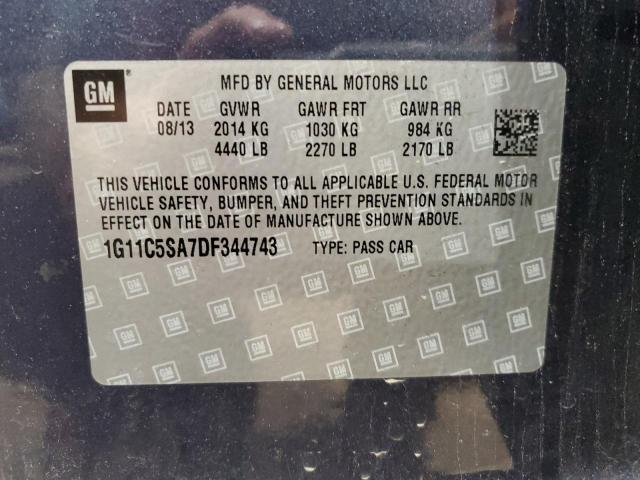 GM ® MFD BY GENERAL MOTORS LLC
DATE GVWR GAWR FRT GAWR RR
08/13 2014 KG 1030 KG 984 KG
4440 LB 2270 LB 2170 LB
THIS VEHICLE CONFORMS TO ALL APPLICABLE U.S. FEDERAL MOTOR
VEHICLE SAFETY, BUMPER, AND THEFT PREVENTION STANDARDS IN
EFFECT ON THE DATE OF MANUFACTURE SHOWN ABOVE.
1G11C5SA7DF344743 TYPE: PASS CAR